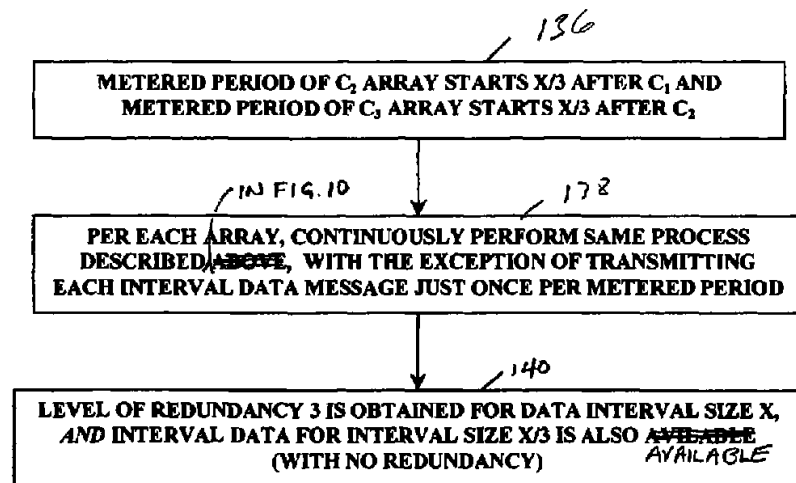 136
METERED PERIOD OF C₂ ARRAY STARTS X/3 AFTER C₁ AND
METERED PERIOD OF C₃ ARRAY STARTS X/3 AFTER C₂
IN FIG.10
178
PER EACH ARRAY, CONTINUOUSLY PERFORM SAME PROCESS
DESCRIBED ABOVE, WITH THE EXCEPTION OF TRANSMITTING
EACH INTERVAL DATA MESSAGE JUST ONCE PER METERED PERIOD
140
LEVEL OF REDUNDANCY 3 IS OBTAINED FOR DATA INTERVAL SIZE X,
AND INTERVAL DATA FOR INTERVAL SIZE X/3 IS ALSO AVILABLE
AVAILABLE
(WITH NO REDUNDANCY)